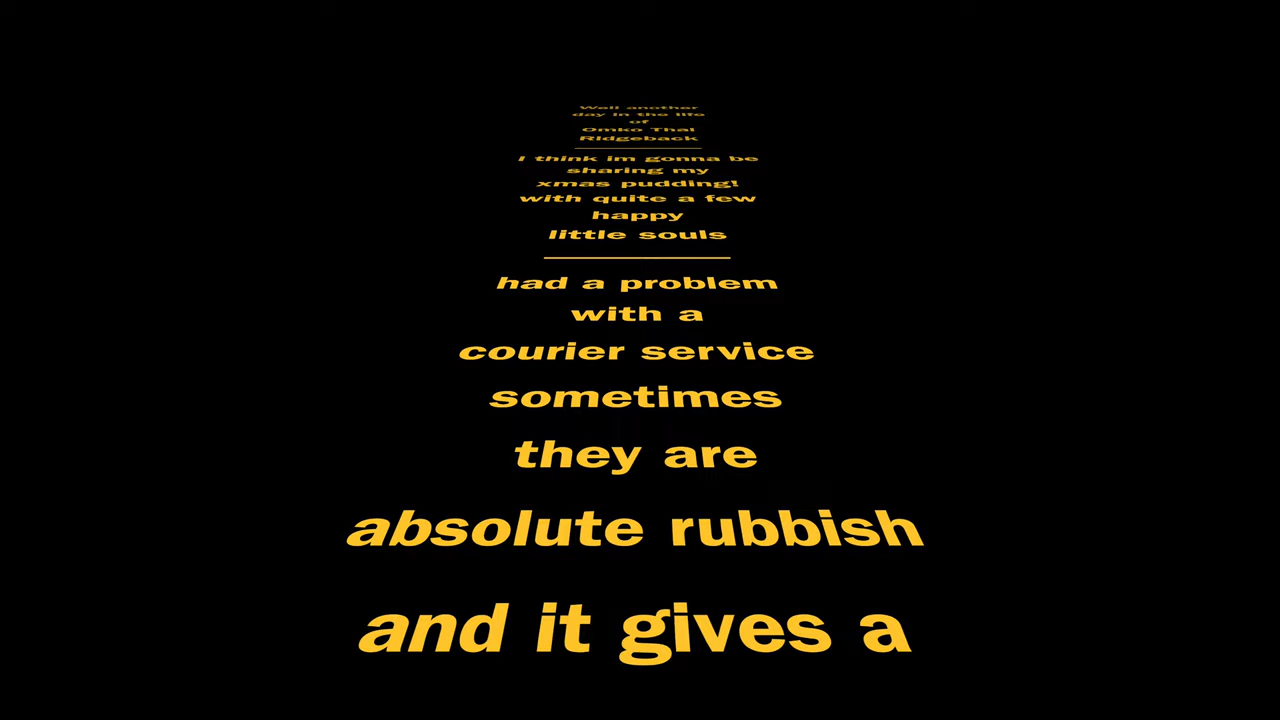 Well another
day in the life
of
Omko Thai
Ridgeback
I think im gonna be
sharing my
xmas pudding!
with quite a few
happy
little souls
had a problem
with a
courier service
sometimes
they are
absolute rubbish
and it gives a